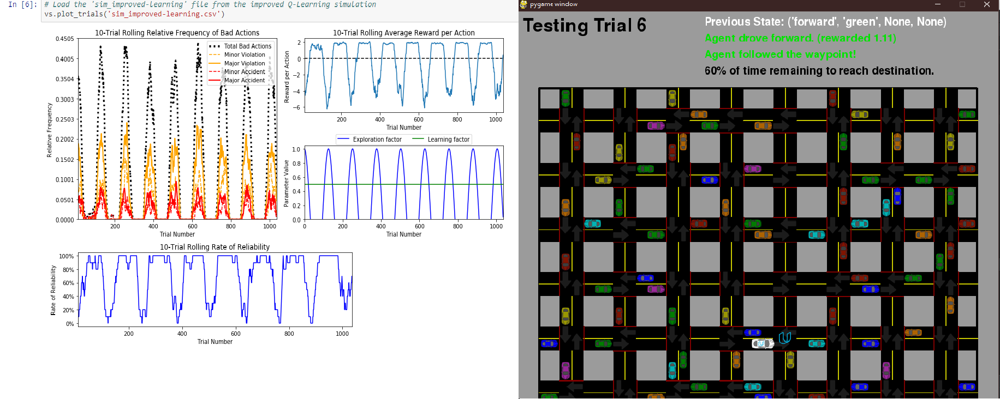 In [6]: # Load the 'sim_improved-learning' file from the improved Q-Learning simulation
vs.plot_trials('sim_improved-learning.csv')
10-Trial Rolling Relative Frequency of Bad Actions
0.4505
0.4005
0.3504
0.3003
0.2503
0.2002
0.1502
0.1001
0.0501
0.0000
Relative Frequency
Total Bad Actions
Minor Violation
Major Violation
Minor Accident
Major Accident
200 400 600 800 1000
Trial Number
10-Trial Rolling Average Reward per Action
2
0
−2
−4
−6
Reward per Action
200 400 600 800 1000
Trial Number
Exploration factor Learning factor
1.0
0.8
0.6
0.4
0.2
0.0
Parameter Value
0 200 400 600 800 1000
Trial Number
10-Trial Rolling Rate of Reliability
100%
80%
60%
40%
20%
0%
Rate of Reliability
200 400 600 800 1000
Trial Number
pygame window
Testing Trial 6
Previous State: ('forward', 'green', None, None)
Agent drove forward. (rewarded 1.11)
Agent followed the waypoint!
60% of time remaining to reach destination.